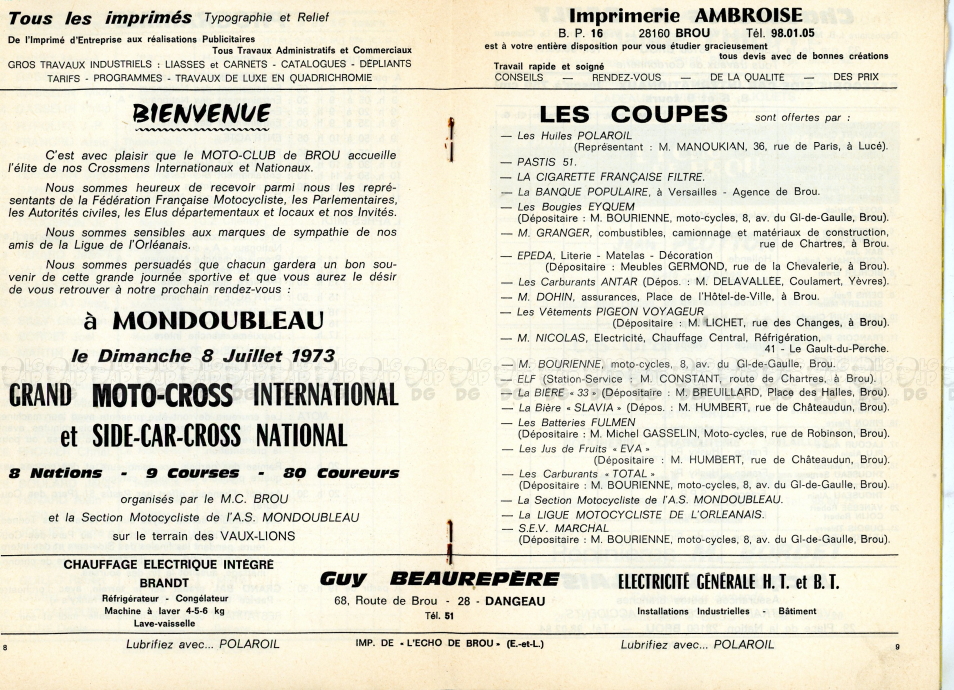 Tous les imprimés Typographie et Relief
De l'Imprimé d'Entreprise aux réalisations Publicitaires
Tous Travaux Administratifs et Commerciaux
GROS TRAVAUX INDUSTRIELS : LIASSES et CARNETS - CATALOGUES - DÉPLIANTS
TARIFS - PROGRAMMES - TRAVAUX DE LUXE EN QUADRICHROMIE
BIENVENUE
C'est avec plaisir que le MOTO-CLUB de BROU accueille
l'élite de nos Crossmens Internationaux et Nationaux.
Nous sommes heureux de recevoir parmi nous les repré-
sentants de la Fédération Française Motocycliste, les Parlementaires,
les Autorités civiles, les Elus départementaux et locaux et nos Invités.
Nous sommes sensibles aux marques de sympathie de nos
amis de la Ligue de l'Orléanais.
Nous sommes persuadés que chacun gardera un bon sou-
venir de cette grande journée sportive et que vous aurez le désir
de vous retrouver à notre prochain rendez-vous :
à MONDOUBLEAU
le Dimanche 8 Juillet 1973
GRAND MOTO-CROSS INTERNATIONAL
et SIDE-CAR-CROSS NATIONAL
8 Nations - 9 Courses - 80 Coureurs
organisés par le M.C. BROU
et la Section Motocycliste de l'A.S. MONDOUBLEAU
sur le terrain des VAUX-LIONS
Imprimerie AMBROISE
B. P. 16 28160 BROU Tél. 98.01.05
est à votre entière disposition pour vous étudier gracieusement
tous devis avec de bonnes créations
Travail rapide et soigné
CONSEILS — RENDEZ-VOUS — DE LA QUALITÉ — DES PRIX
LES COUPES sont offertes par :
— Les Huiles POLAROIL
(Représentant : M. MANOUKIAN, 36, rue de Paris, à Lucé).
— PASTIS 51.
— LA CIGARETTE FRANÇAISE FILTRE.
— La BANQUE POPULAIRE, à Versailles - Agence de Brou.
— Les Bougies EYQUEM
(Dépositaire : M. BOURIENNE, moto-cycles, 8, av. du Gl-de-Gaulle, Brou).
— M. GRANGER, combustibles, camionnage et matériaux de construction,
rue de Chartres, à Brou.
— EPEDA, Literie - Matelas - Décoration
(Dépositaire : Meubles GERMOND, rue de la Chevalerie, à Brou).
— Les Carburants ANTAR (Dépos. : M. DELAVALLEE, Coulamert, Yèvres).
— M. DOHIN, assurances, Place de l'Hôtel-de-Ville, à Brou.
— Les Vêtements PIGEON VOYAGEUR
(Dépositaire : M. LICHET, rue des Changes, à Brou).
— M. NICOLAS, Electricité, Chauffage Central, Réfrigération,
41 - Le Gault-du-Perche.
— M. BOURIENNE, moto-cycles, 8, av. du Gl-de-Gaulle, Brou.
— ELF (Station-Service : M. CONSTANT, route de Chartres, à Brou).
— La BIÈRE « 33 » (Dépositaire : M. BREUILLARD, Place des Halles, Brou).
— La Bière « SLAVIA » (Dépos. : M. HUMBERT, rue de Châteaudun, Brou).
— Les Batteries FULMEN
(Dépositaire : M. Michel GASSELIN, Moto-cycles, rue de Robinson, Brou).
— Les Jus de Fruits « EVA »
(Dépositaire : M. HUMBERT, rue de Châteaudun, Brou).
— Les Carburants « TOTAL »
(Dépositaire : M. BOURIENNE, moto-cycles, 8, av. du Gl-de-Gaulle, Brou).
— La Section Motocycliste de l'A.S. MONDOUBLEAU.
— La LIGUE MOTOCYCLISTE DE L'ORLEANAIS.
— S.E.V. MARCHAL
(Dépositaire : M. BOURIENNE, moto-cycles, 8, av. du Gl-de-Gaulle, Brou).
CHAUFFAGE ELECTRIQUE INTÉGRÉ
BRANDT
Réfrigérateur - Congélateur
Machine à laver 4-5-6 kg
Lave-vaisselle
Guy BEAUREPÈRE
68, Route de Brou - 28 - DANGEAU
Tél. 51
ELECTRICITÉ GÉNÉRALE H. T. et B. T.
Installations Industrielles - Bâtiment
8 Lubrifiez avec... POLAROIL
IMP. DE « L'ECHO DE BROU » (E.-et-L.)
Lubrifiez avec... POLAROIL 9